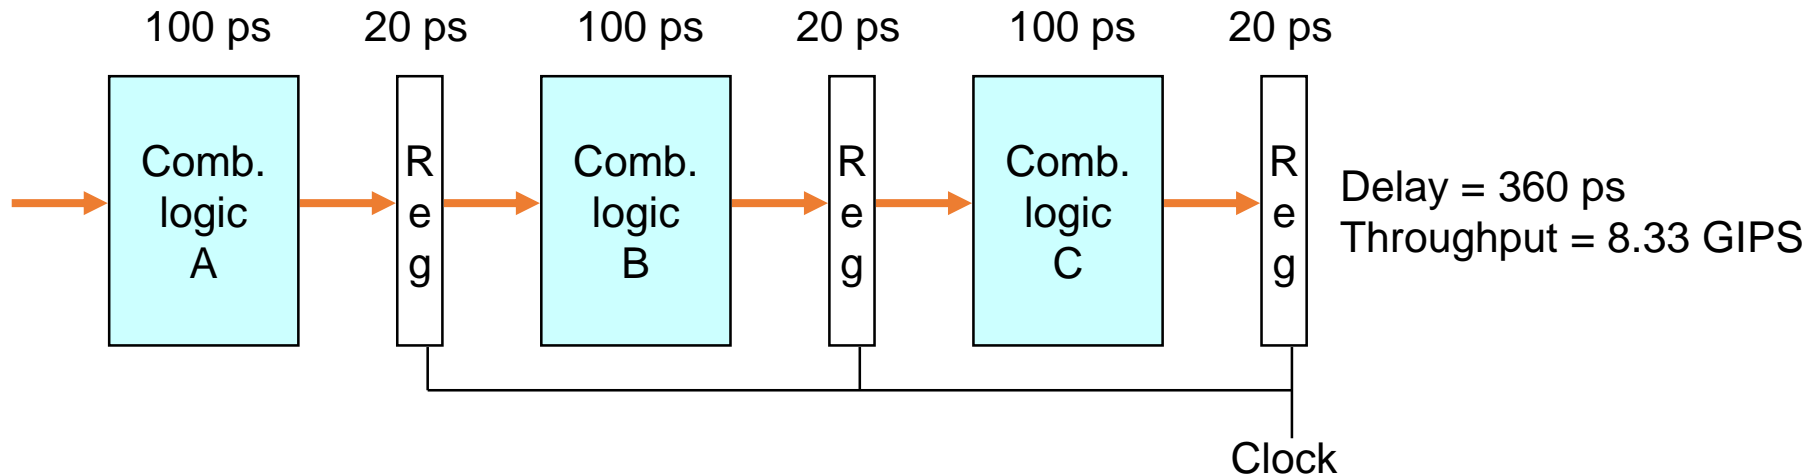 100 ps 20 ps 100 ps 20 ps 100 ps 20 ps
Comb.
logic
A
R
e
g
Comb.
logic
B
R
e
g
Comb.
logic
C
R
e
g
Delay = 360 ps
Throughput = 8.33 GIPS
Clock